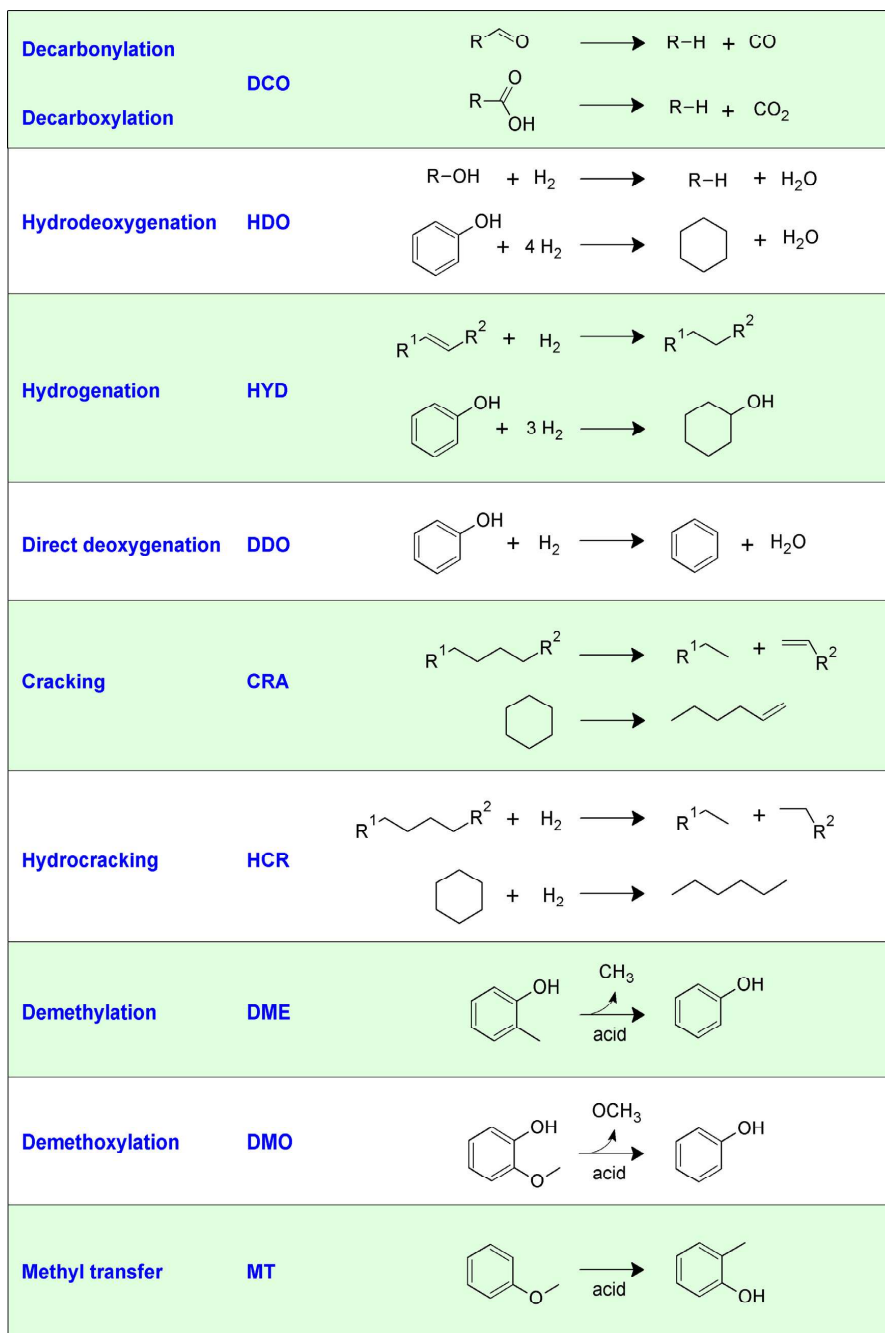 Decarbonylation
R O R–H + CO
DCO
Decarboxylation
R O OH R–H + CO2
Hydrodeoxygenation HDO
R–OH + H2 R–H + H2O
OH + 4 H2 + H2O
Hydrogenation HYD
R1 R2 + H2 R1 R2
OH + 3 H2 OH
Direct deoxygenation DDO
OH + H2 + H2O
Cracking CRA
R1 R2 R1 + R2
Hydrocracking HCR
R1 R2 + H2 R1 + R2
+ H2
Demethylation DME
OH CH3 acid OH
Demethoxylation DMO
OH O OCH3 acid OH
Methyl transfer MT
O acid OH